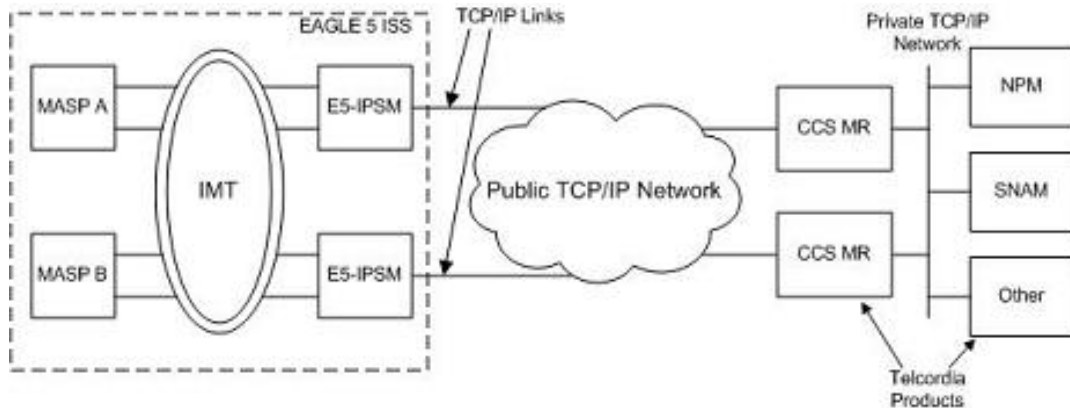 EAGLE 5 ISS
TCP/IP Links
Private TCP/IP
Network
MASP A
E5-IPSM
IMT
MASP B
E5-IPSM
Public TCP/IP Network
CCS MR
CCS MR
NPM
SNAM
Other
Telcordia
Products